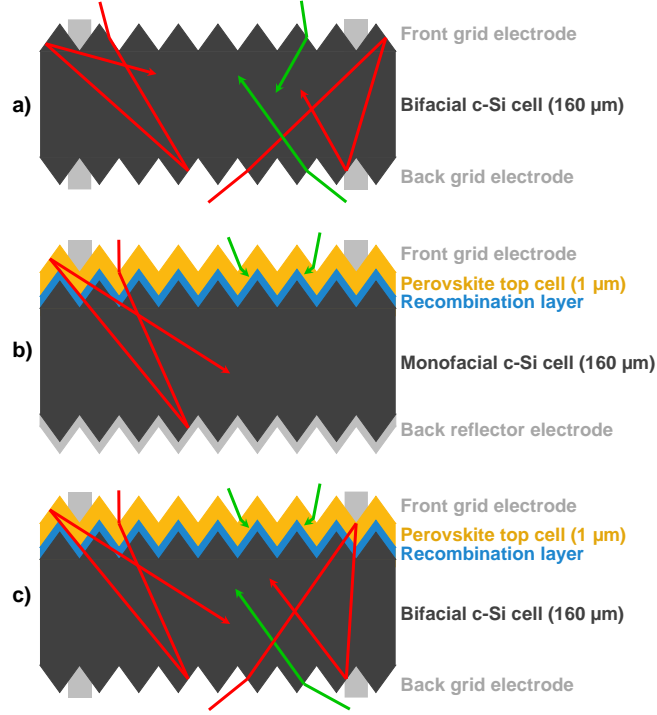 Front grid electrode
a)
Bifacial c-Si cell (160 µm)
Back grid electrode
Front grid electrode
Perovskite top cell (1 µm)
Recombination layer
b)
Monofacial c-Si cell (160 µm)
Back reflector electrode
Front grid electrode
Perovskite top cell (1 µm)
Recombination layer
c)
Bifacial c-Si cell (160 µm)
Back grid electrode